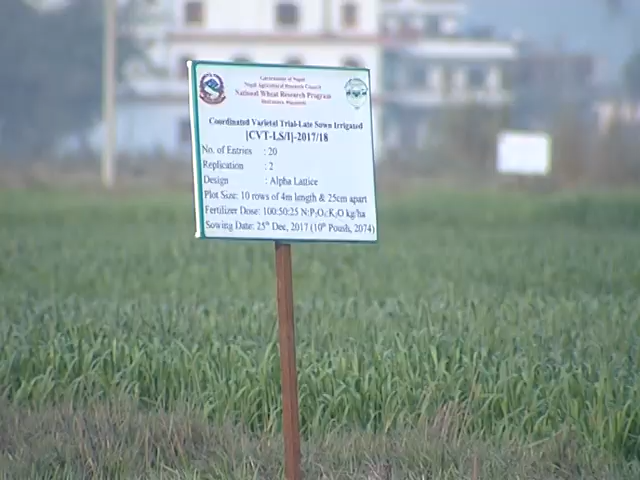 Government of Nepal
Nepal Agricultural Research Council
National Wheat Research Program
Bhairahawa, Rupandehi
Coordinated Varietal Trial-Late Sown Irrigated
[CVT-LS/I]-2017/18
No. of Entries : 20
Replication : 2
Design : Alpha Lattice
Plot Size: 10 rows of 4m length & 25cm apart
Fertilizer Dose: 100:50:25 N:P₂O₅:K₂O kg/ha
Sowing Date: 25th Dec, 2017 (10th Poush, 2074)